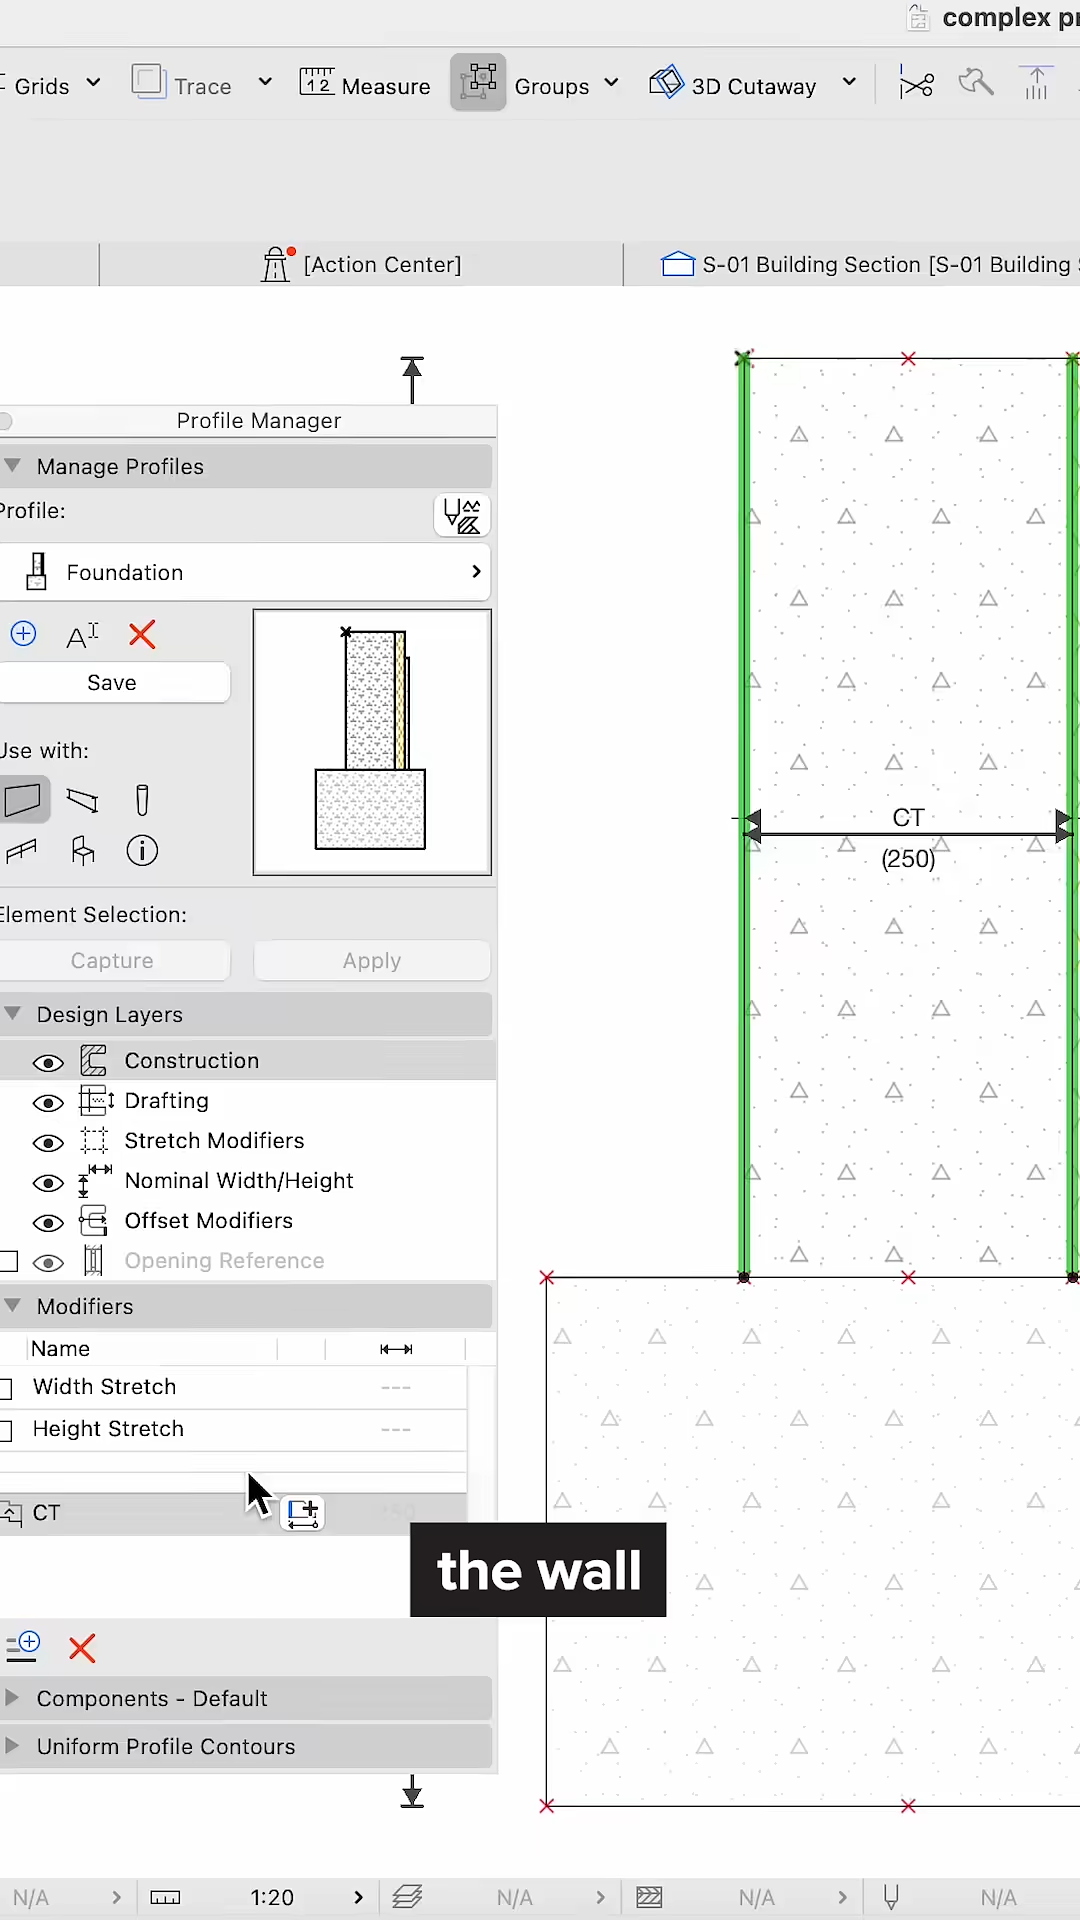 complex pr
Grids
Trace
1 2 Measure
Groups
3D Cutaway
[Action Center]
S-01 Building Section [S-01 Building S
Profile Manager
Manage Profiles
Profile:
Foundation
A
Save
Use with:
Element Selection:
Capture
Apply
Design Layers
Construction
Drafting
Stretch Modifiers
Nominal Width/Height
Offset Modifiers
Opening Reference
Modifiers
Name
Width Stretch
---
Height Stretch
---
CT
Components - Default
Uniform Profile Contours
CT
(250)
the wall
N/A
1:20
N/A
N/A
N/A